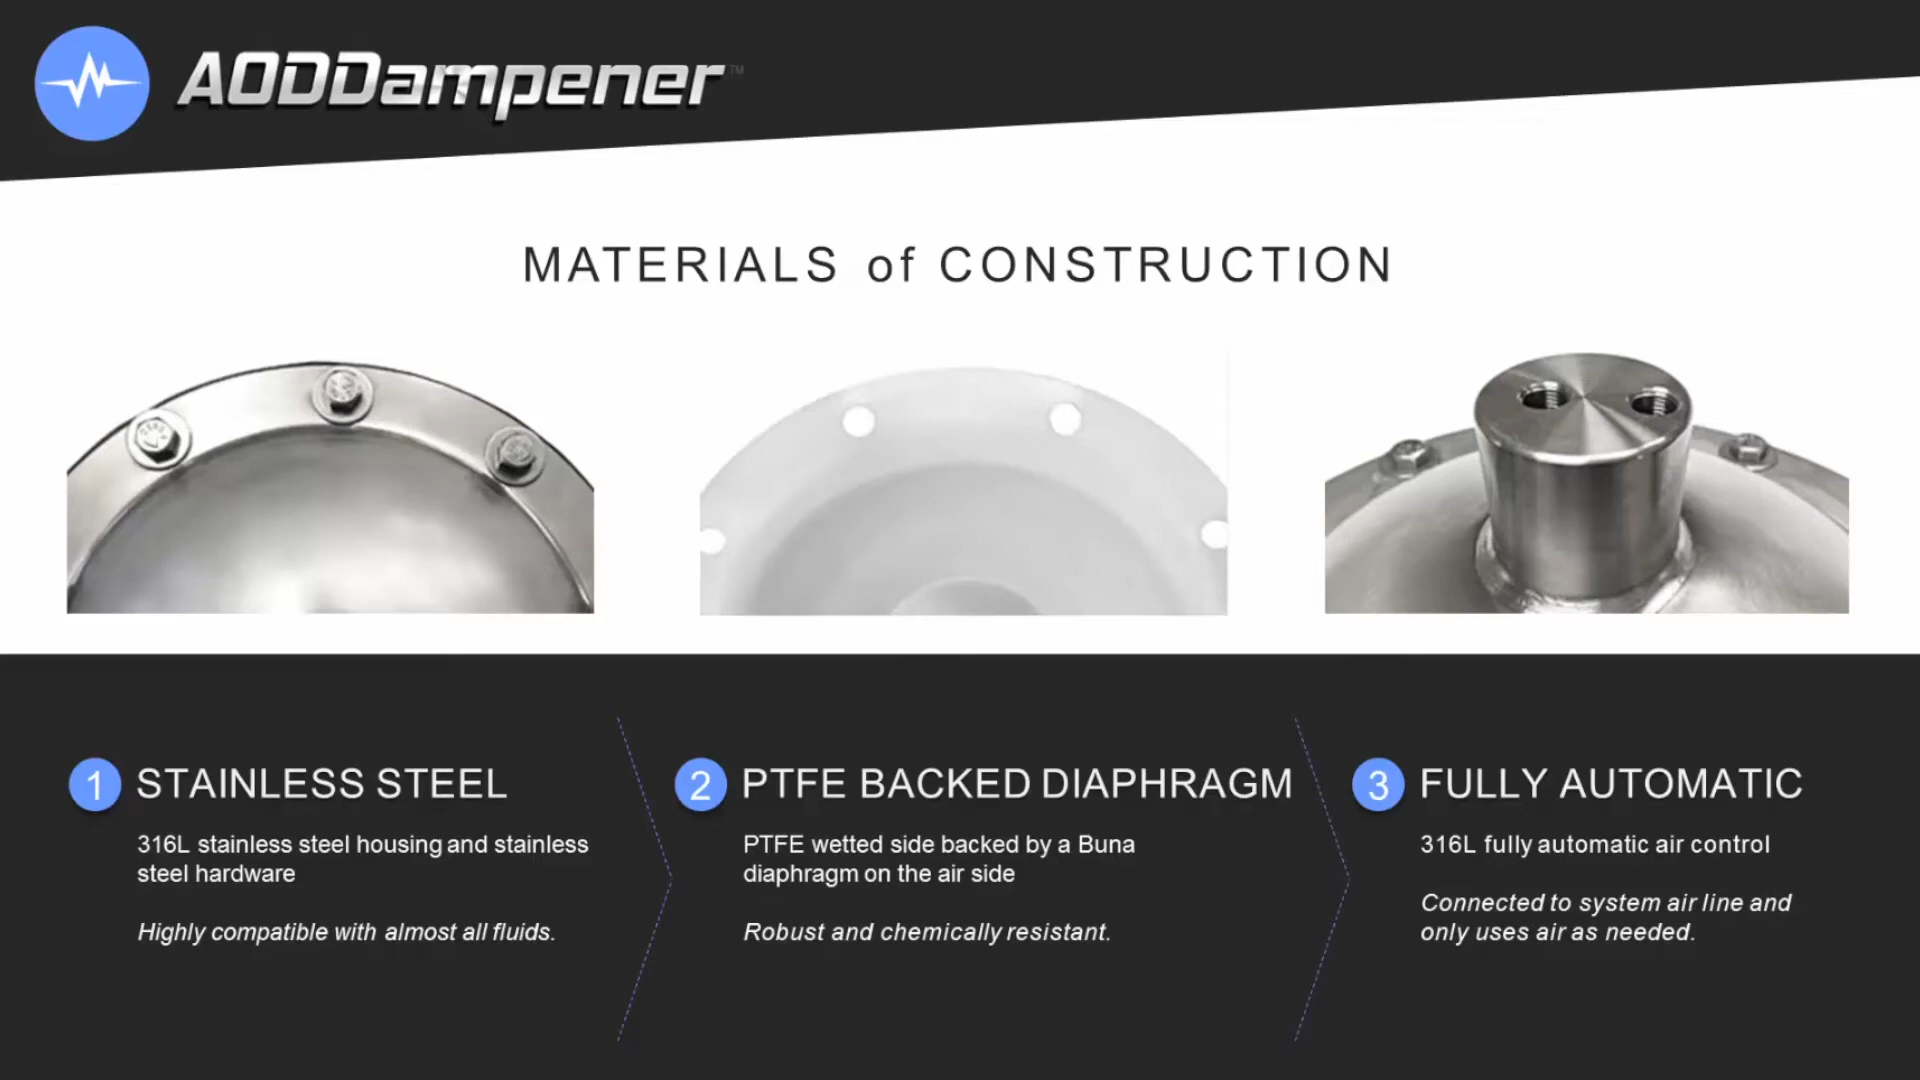 AODDampener™
MATERIALS of CONSTRUCTION
1 STAINLESS STEEL
316L stainless steel housing and stainless
steel hardware
Highly compatible with almost all fluids.
2 PTFE BACKED DIAPHRAGM
PTFE wetted side backed by a Buna
diaphragm on the air side
Robust and chemically resistant.
3 FULLY AUTOMATIC
316L fully automatic air control
Connected to system air line and
only uses air as needed.